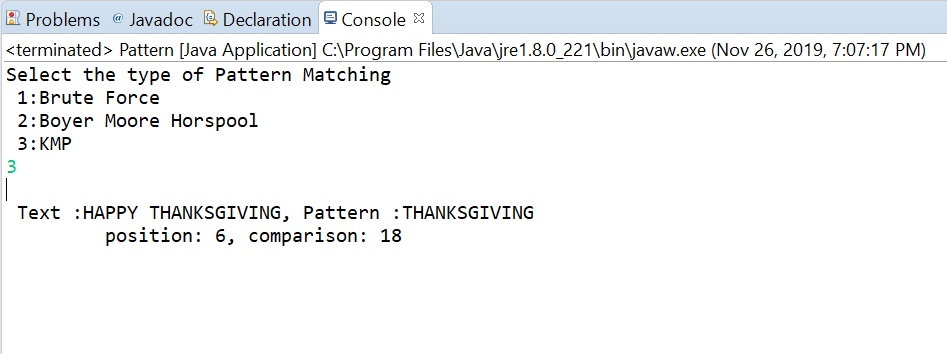 Problems @ Javadoc Declaration Console
<terminated> Pattern [Java Application] C:\Program Files\Java\jre1.8.0_221\bin\javaw.exe (Nov 26, 2019, 7:07:17 PM)
Select the type of Pattern Matching
1:Brute Force
2:Boyer Moore Horspool
3:KMP
3
Text :HAPPY THANKSGIVING, Pattern :THANKSGIVING
position: 6, comparison: 18